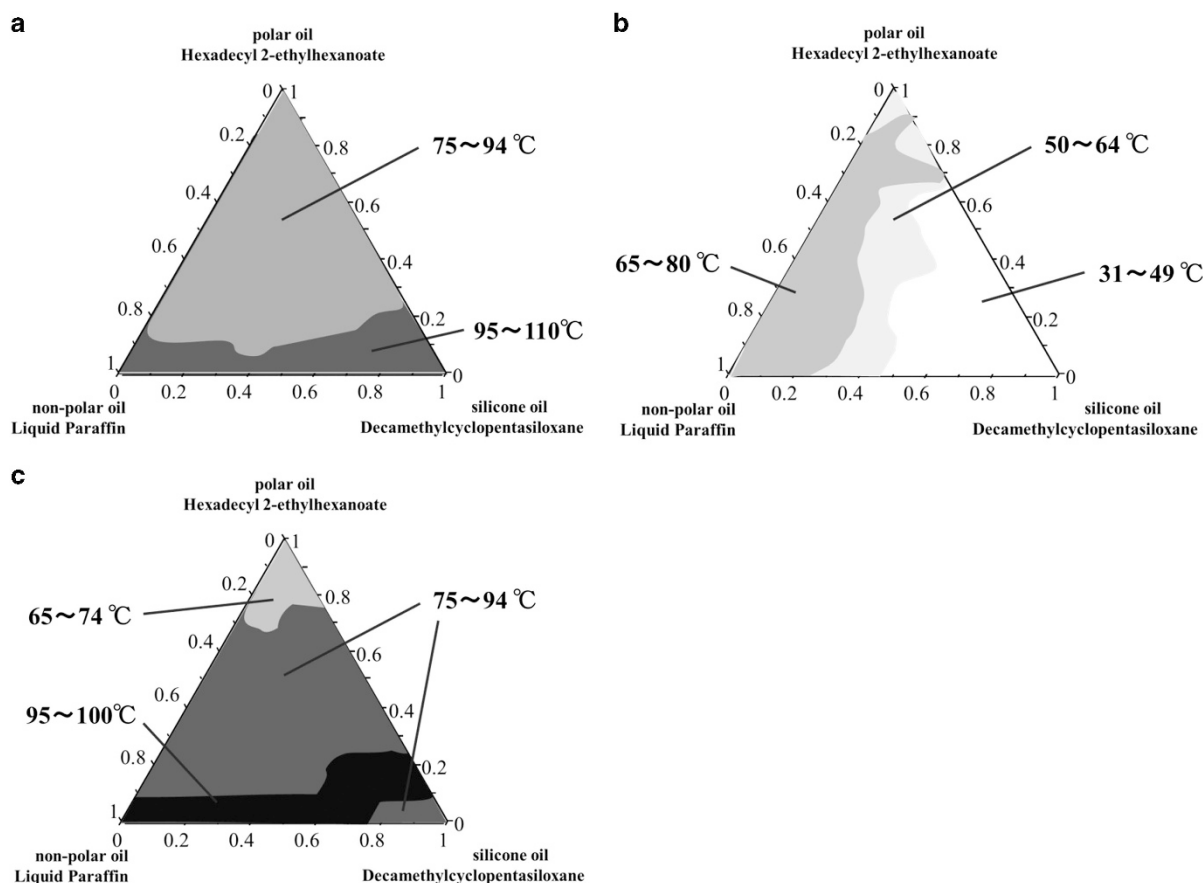 a
polar oil
Hexadecyl 2-ethylhexanoate
0 1
0.2 0.8
75～94 ℃
0.4 0.6
0.6 0.4
0.8 0.2
95～110℃
1 0
0 0.2 0.4 0.6 0.8 1
non-polar oil silicone oil
Liquid Paraffin Decamethylcyclopentasiloxane
b
polar oil
Hexadecyl 2-ethylhexanoate
0 1
0.2 0.8
50～64 ℃
0.4 0.6
65～80 ℃
0.6 0.4
31～49 ℃
0.8 0.2
1 0
0 0.2 0.4 0.6 0.8 1
non-polar oil silicone oil
Liquid Paraffin Decamethylcyclopentasiloxane
c
polar oil
Hexadecyl 2-ethylhexanoate
0 1
0.2 0.8
65～74 ℃ 75～94 ℃
0.4 0.6
0.6 0.4
95～100℃
0.8 0.2
1 0
0 0.2 0.4 0.6 0.8 1
non-polar oil silicone oil
Liquid Paraffin Decamethylcyclopentasiloxane